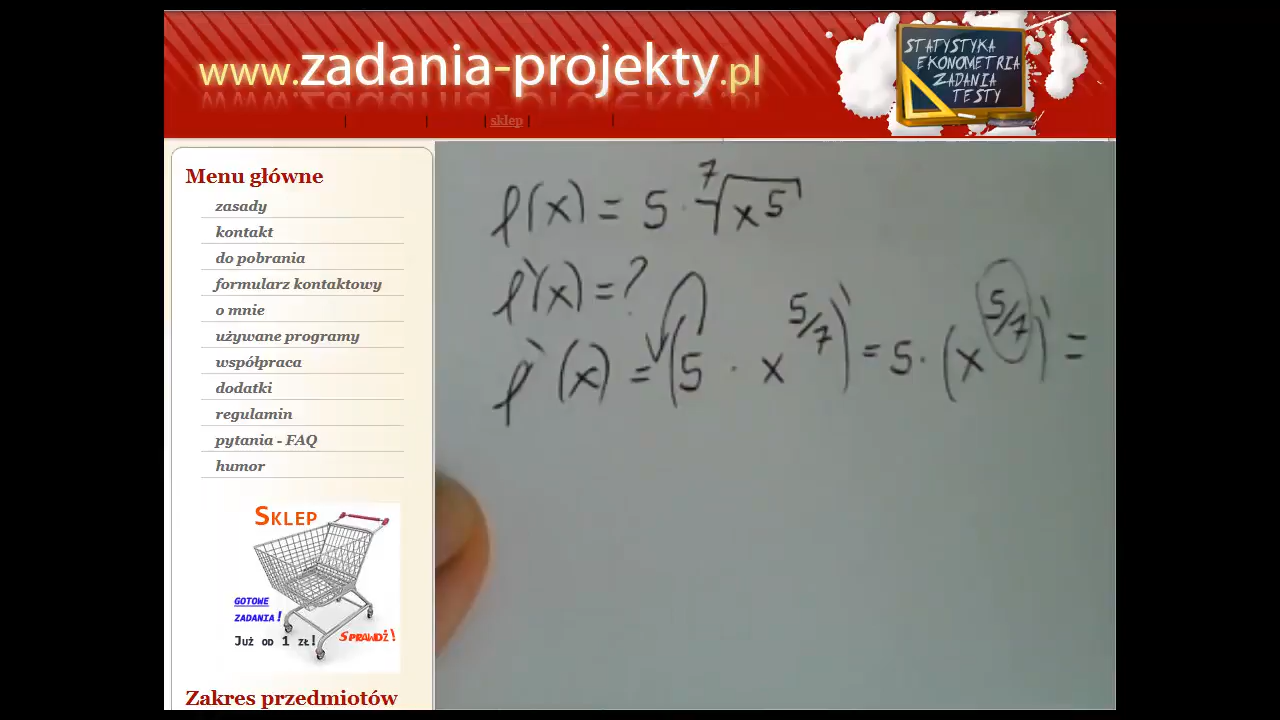 www.zadania-projekty.pl
STATYSTYKA
EKONOMETRIA
ZADANIA
TESTY
sklep
Menu główne
zasady
kontakt
do pobrania
formularz kontaktowy
o mnie
używane programy
współpraca
dodatki
regulamin
pytania - FAQ
humor
SKLEP
GOTOWE
ZADANIA!
Już od 1 zł!
SPRAWDŹ!
Zakres przedmiotów
f(x) = 5 · ⁷√x⁵
f`(x) = ?
f`(x) = (5 · x^5/7)` = 5 · (x^5/7)` =